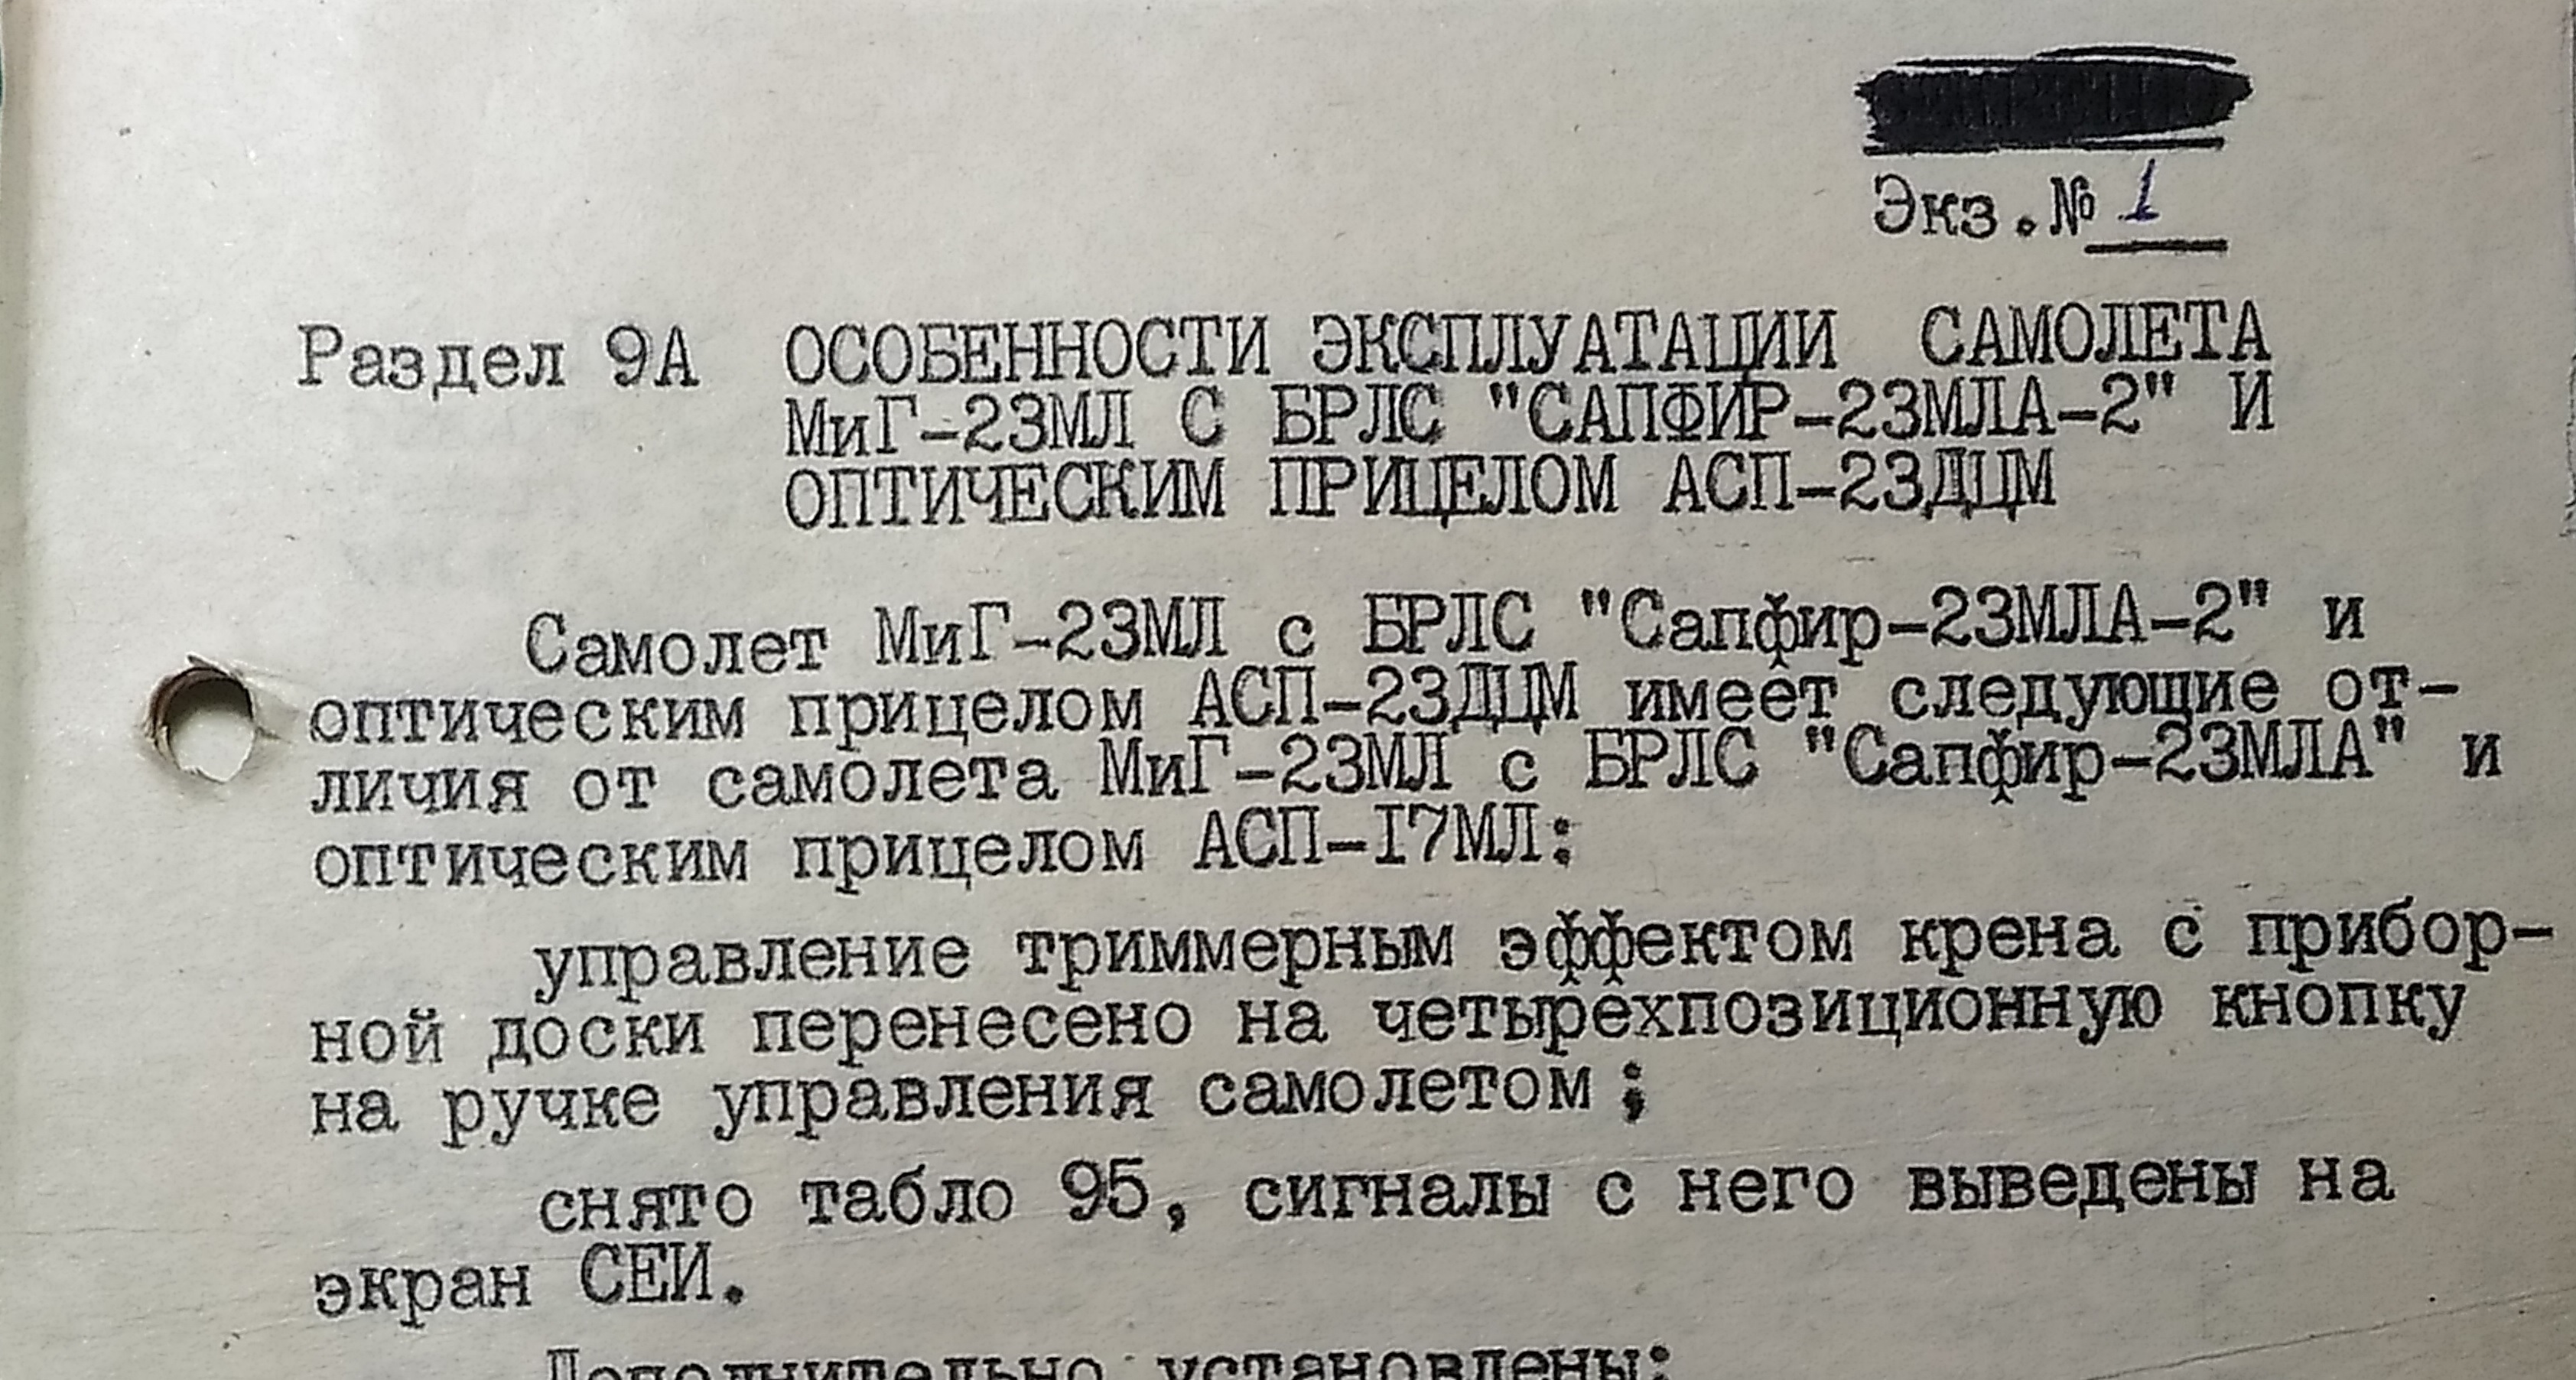 Экз.№ 1
Раздел 9А ОСОБЕННОСТИ ЭКСПЛУАТАЦИИ САМОЛЕТА
МиГ-23МЛ С БРЛС "САПФИР-23МЛА-2" И
ОПТИЧЕСКИМ ПРИЦЕЛОМ АСП-23ДЦМ
Самолет МиГ-23МЛ с БРЛС "Сапфир-23МЛА-2" и
оптическим прицелом АСП-23ДЦМ имеет следующие от-
личия от самолета МиГ-23МЛ с БРЛС "Сапфир-23МЛА" и
оптическим прицелом АСП-I7МЛ:
управление триммерным эффектом крена с прибор-
ной доски перенесено на четырехпозиционную кнопку
на ручке управления самолетом;
снято табло 95, сигналы с него выведены на
экран СЕИ.
Дополнительно установлены: